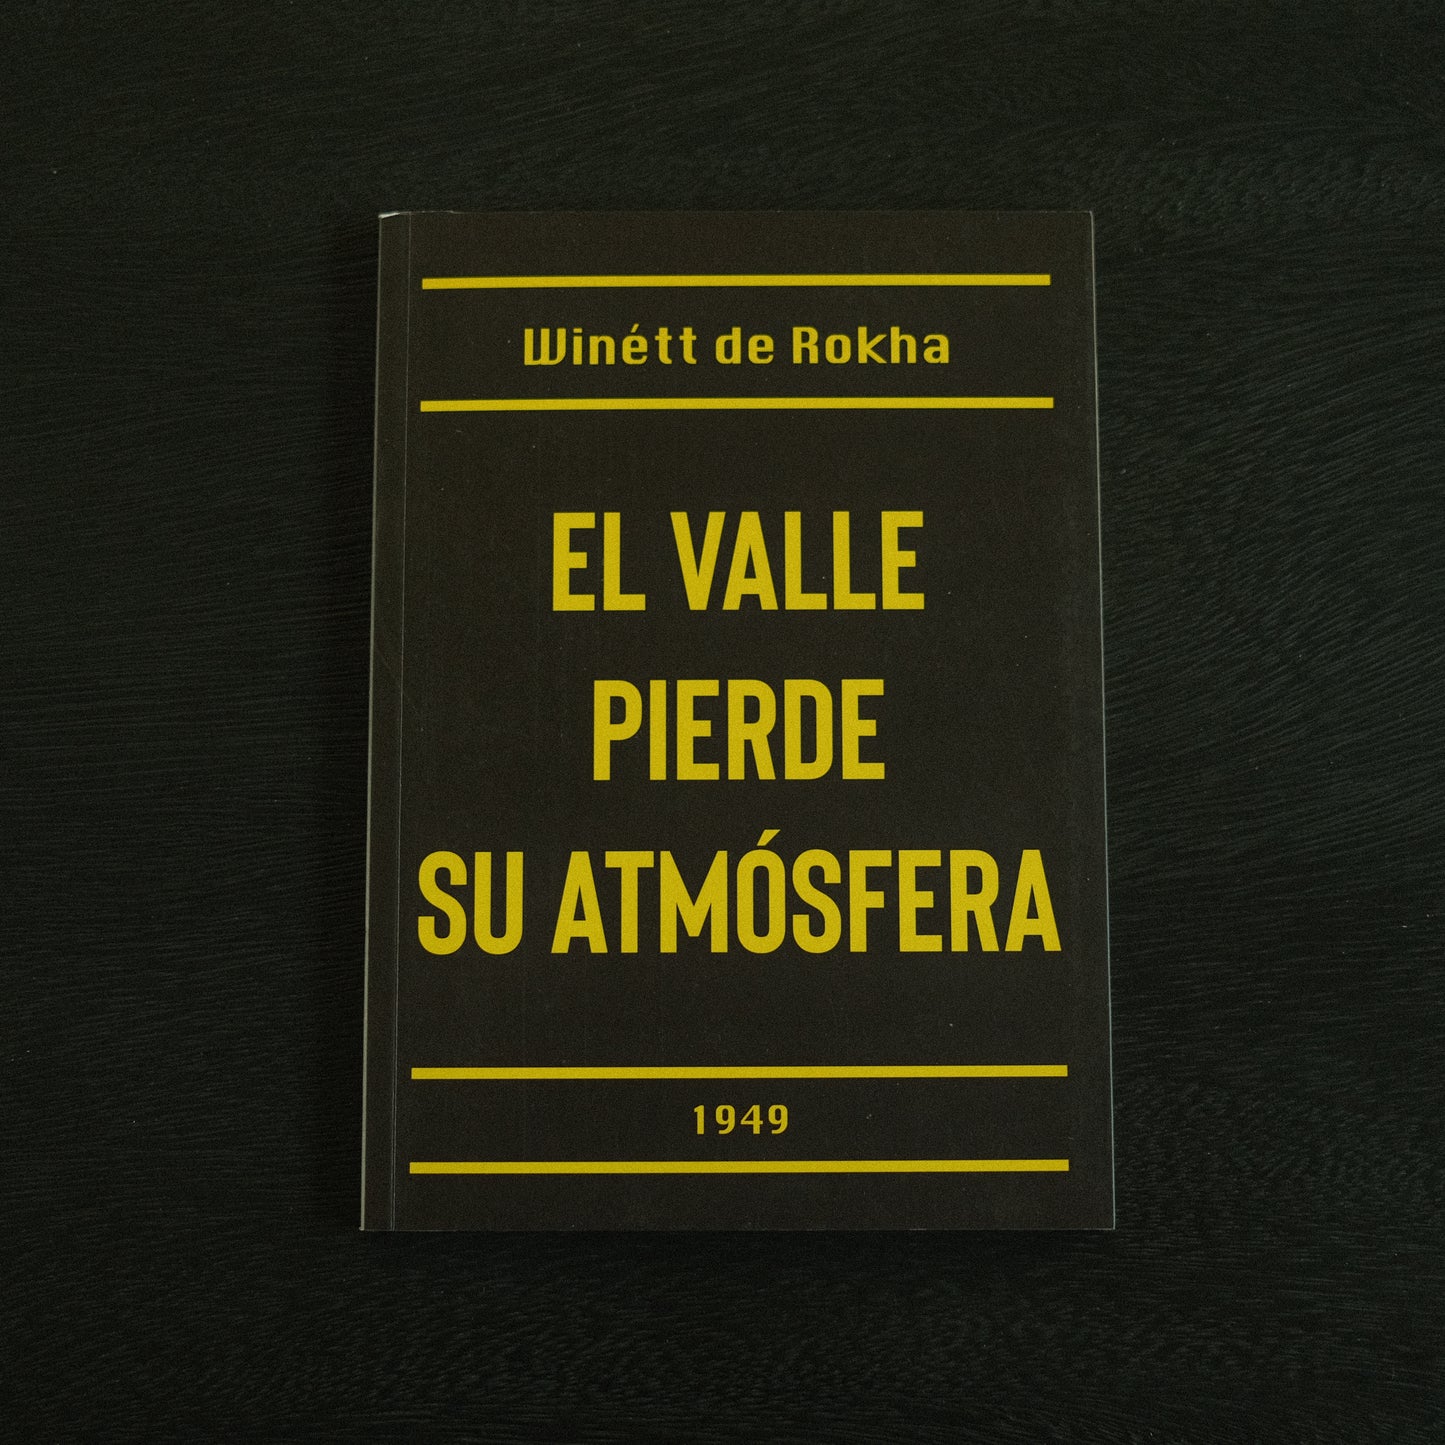 Winétt de Rokha
EL VALLE
PIERDE
SU ATMÓSFERA
1949